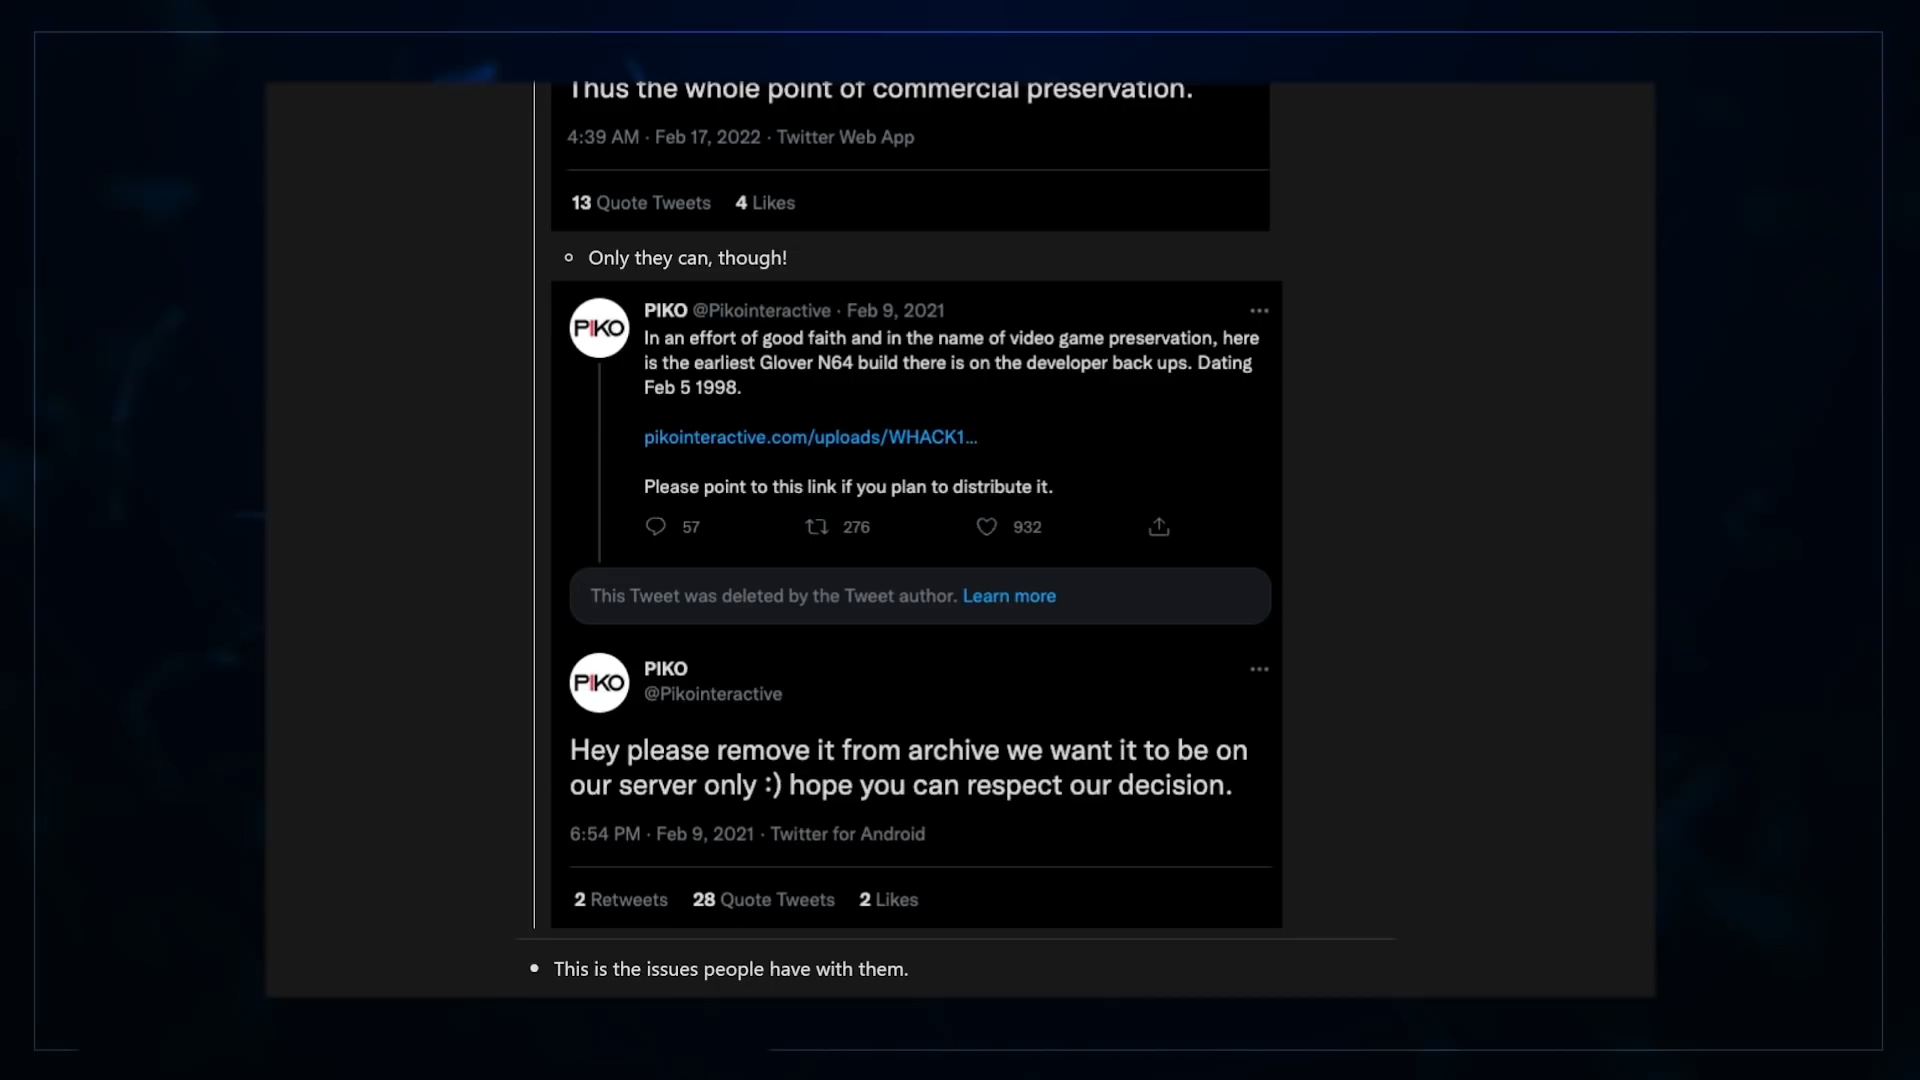 Thus the whole point of commercial preservation.
4:39 AM · Feb 17, 2022 · Twitter Web App
13 Quote Tweets 4 Likes
Only they can, though!
PIKO @Pikointeractive · Feb 9, 2021
In an effort of good faith and in the name of video game preservation, here
is the earliest Glover N64 build there is on the developer back ups. Dating
Feb 5 1998.
pikointeractive.com/uploads/WHACK1...
Please point to this link if you plan to distribute it.
57 276 932
This Tweet was deleted by the Tweet author. Learn more
PIKO
PIKO
@Pikointeractive
PIKO
Hey please remove it from archive we want it to be on
our server only :) hope you can respect our decision.
6:54 PM · Feb 9, 2021 · Twitter for Android
2 Retweets 28 Quote Tweets 2 Likes
This is the issues people have with them.